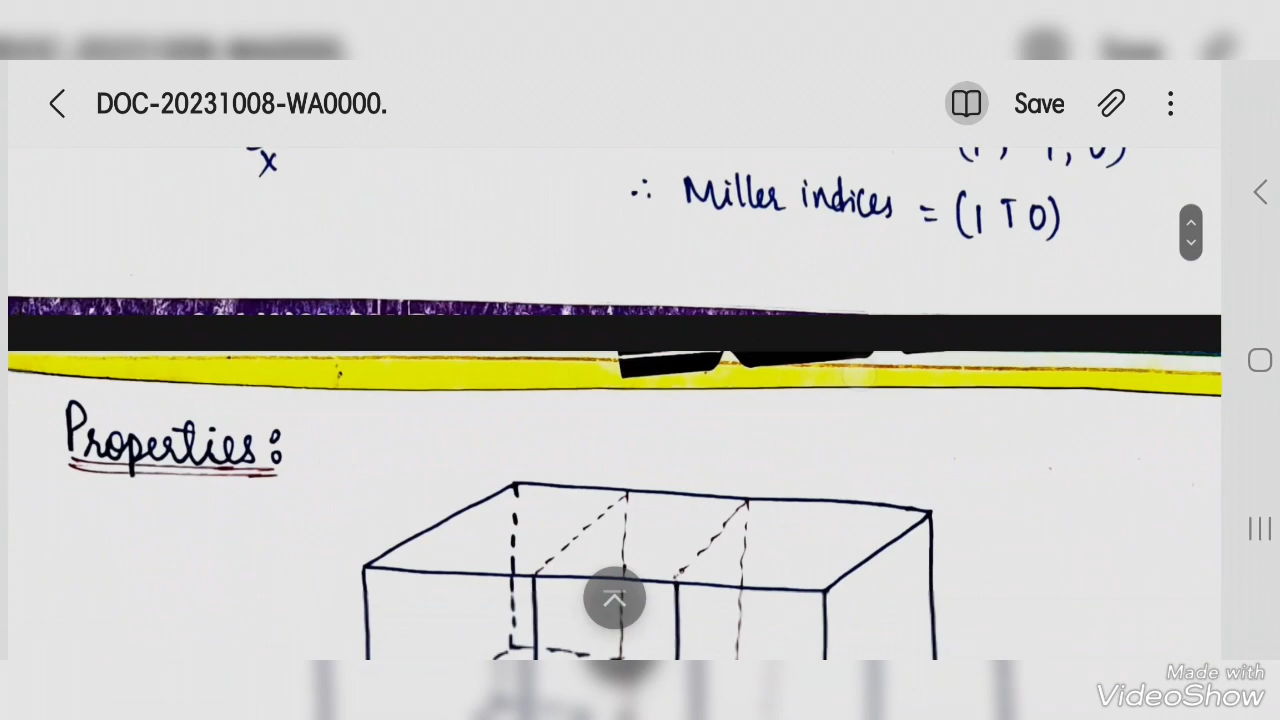 DOC-20231008-WA0000.
Save
x
∴ Miller indices = (1 1̅ 0)
Properties:
Made with
VideoShow